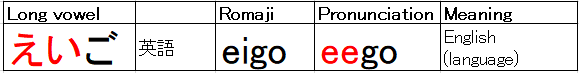 Long vowel Romaji Pronunciation Meaning
えいご 英語 eigo eego English
(language)